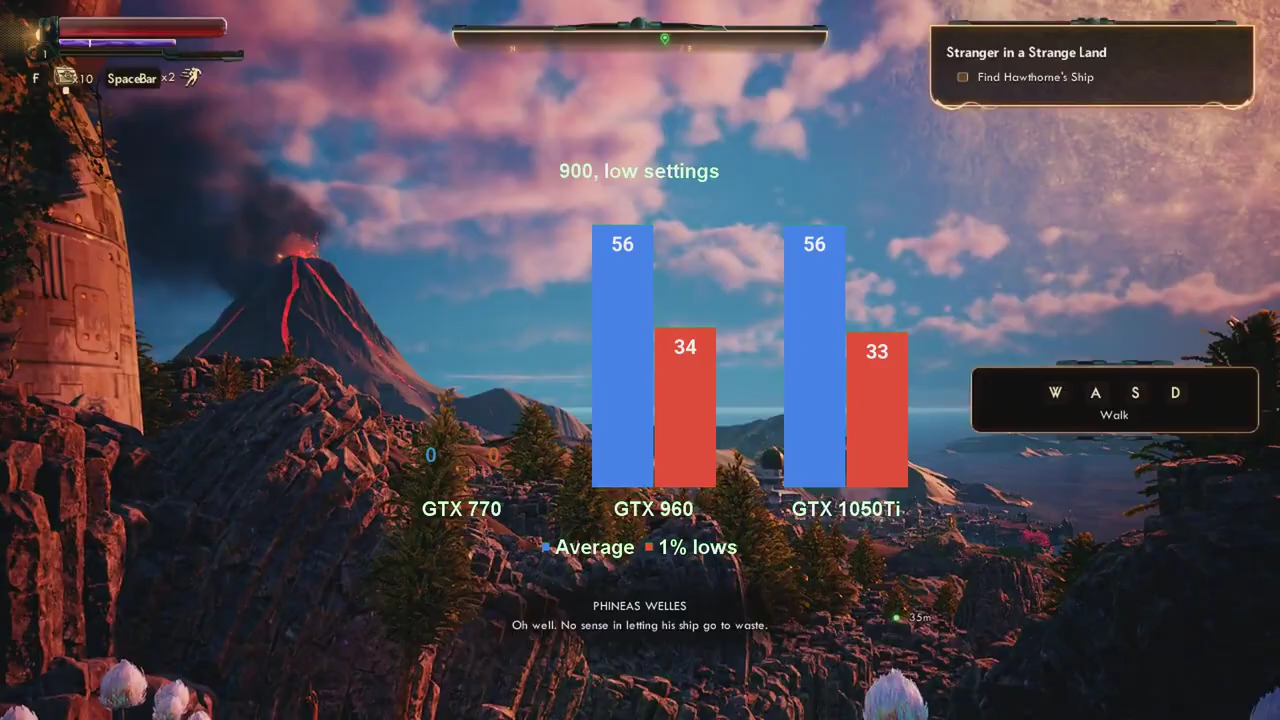 N
E
1
F
x10
SpaceBar x2
Stranger in a Strange Land
Find Hawthorne's Ship
900, low settings
56
34
56
33
W A S D
Walk
0
0
GTX 770
GTX 960
GTX 1050Ti
Average 1% lows
PHINEAS WELLES
Oh well. No sense in letting his ship go to waste.
35m